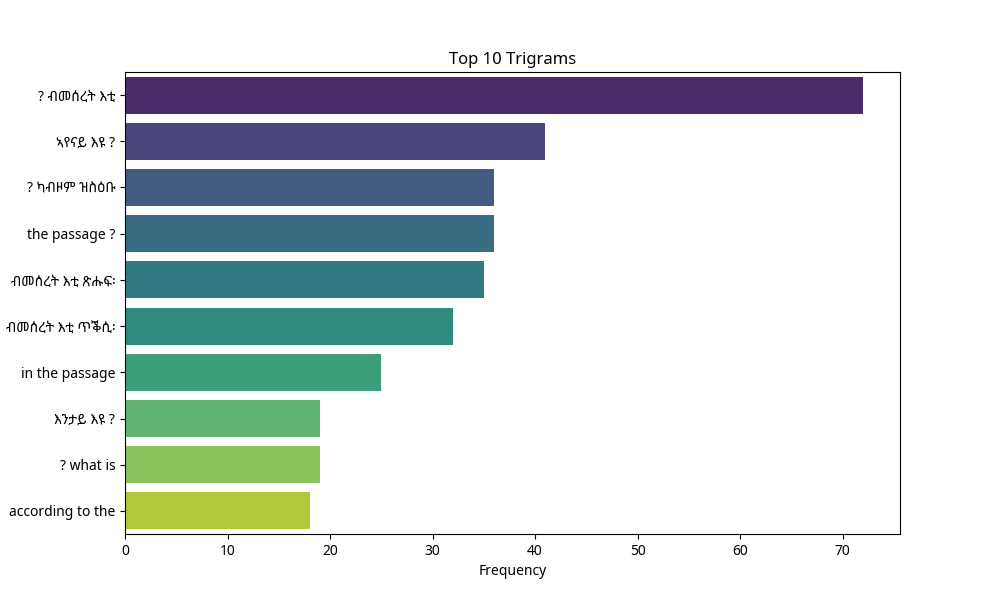 Top 10 Trigrams
? ብመሰረት እቲ
ኣየናይ እዩ ?
? ካብዞም ዝስዕቡ
the passage ?
ብመሰረት እቲ ጽሑፍ፡
ብመሰረት እቲ ጥቕሲ፡
in the passage
እንታይ እዩ ?
? what is
according to the
0 10 20 30 40 50 60 70
Frequency